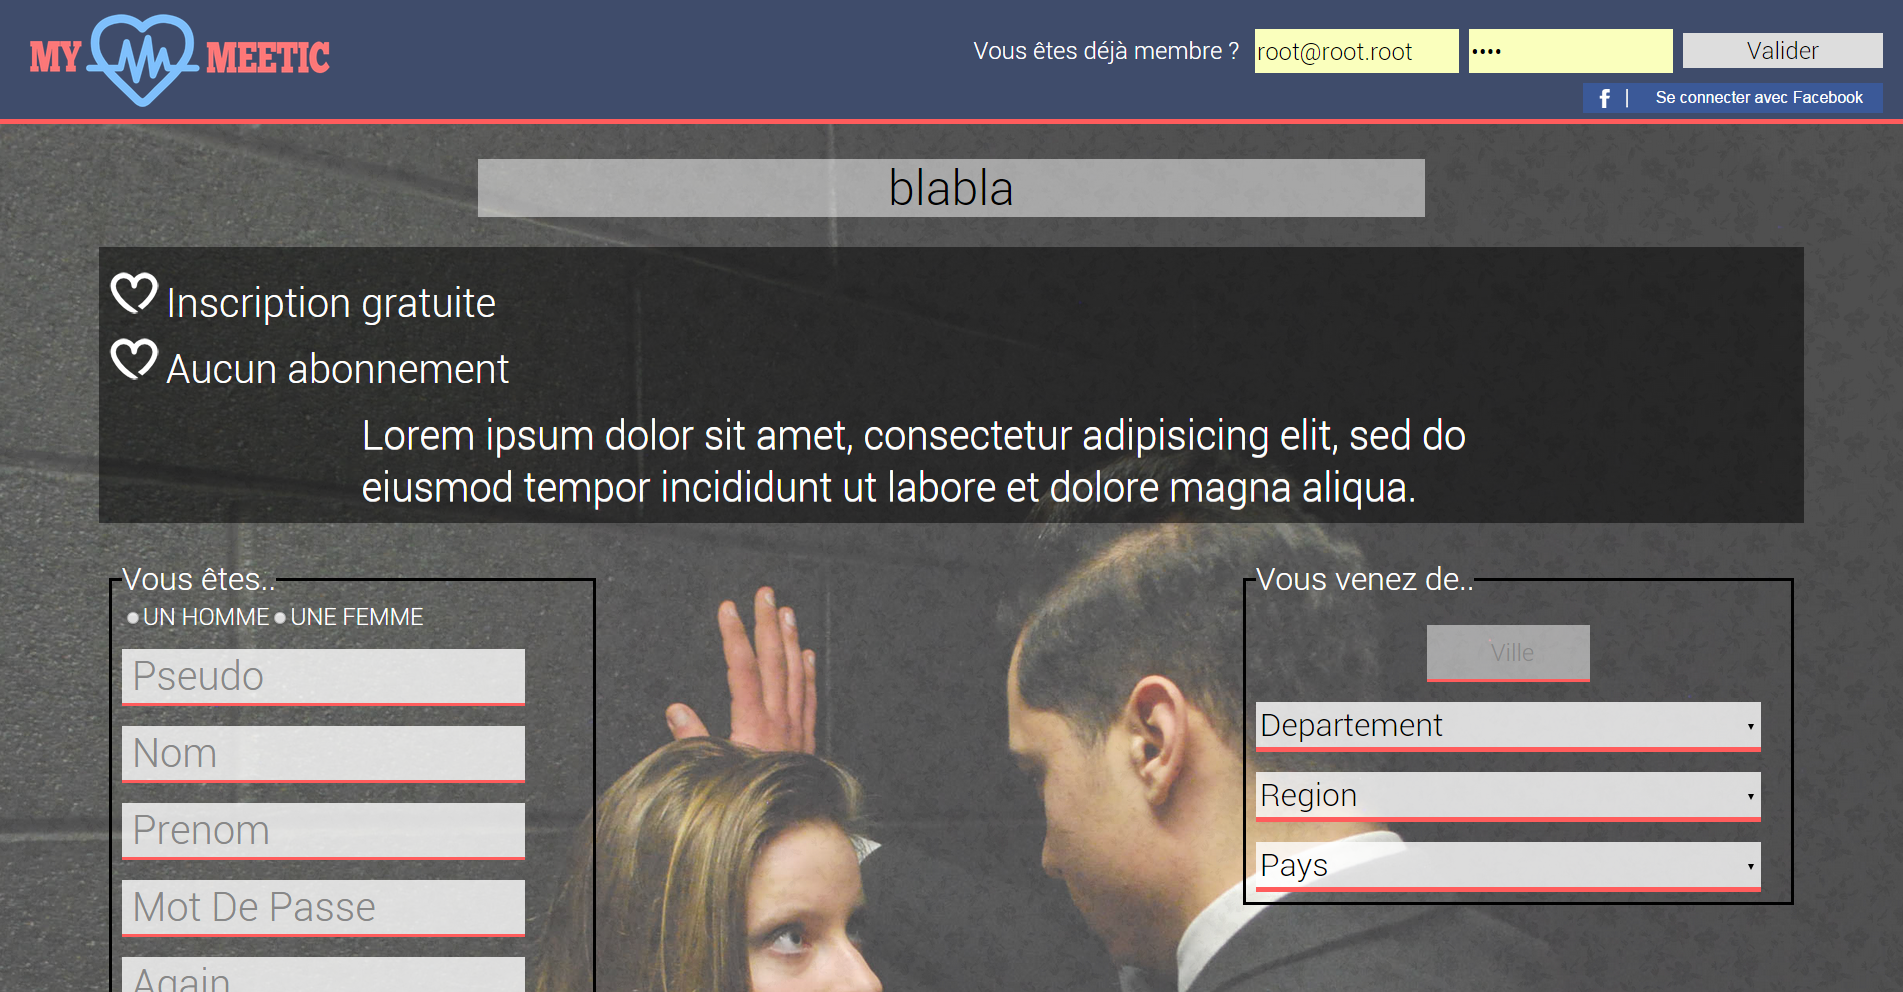 MY MEETIC
Vous êtes déjà membre ? root@root.root •••• Valider
f | Se connecter avec Facebook
blabla
Inscription gratuite
Aucun abonnement
Lorem ipsum dolor sit amet, consectetur adipisicing elit, sed do
eiusmod tempor incididunt ut labore et dolore magna aliqua.
Vous êtes..
UN HOMME UNE FEMME
Pseudo
Nom
Prenom
Mot De Passe
Again
Vous venez de..
Ville
Departement
Region
Pays